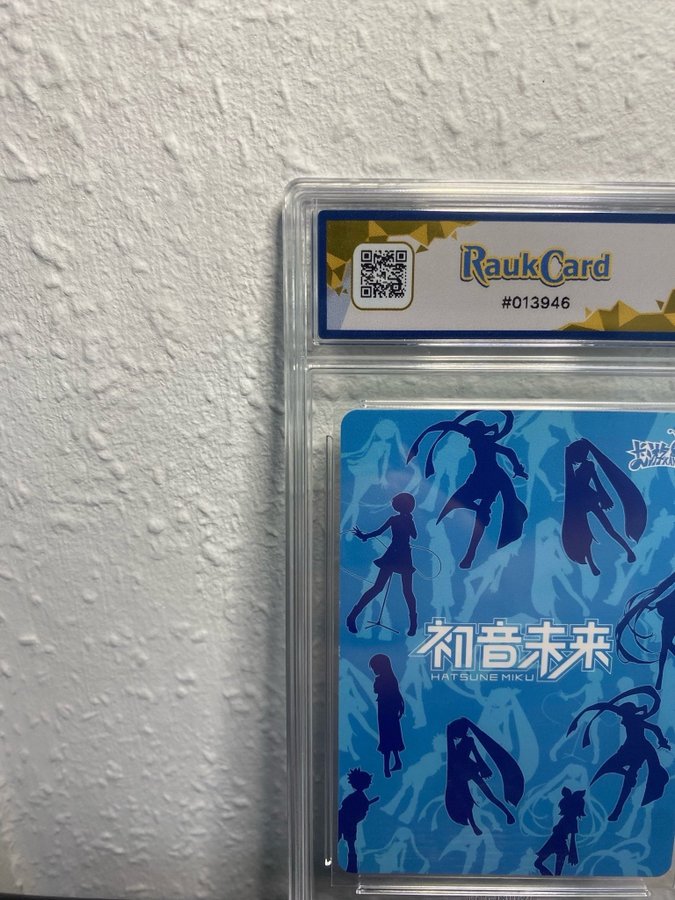 RaukCard
#013946
初音未来
HATSUNE MIKU